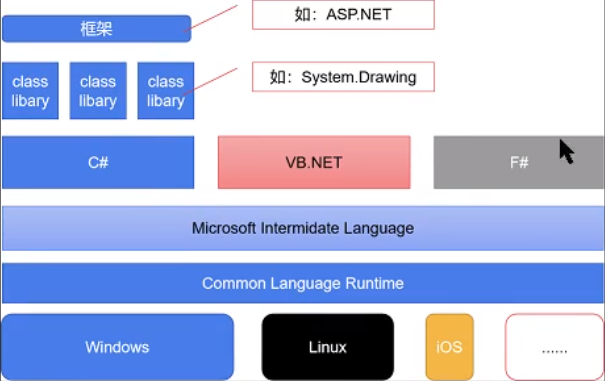 如：ASP.NET
框架
class
libary
class
libary
class
libary
如：System.Drawing
C#
VB.NET
F#
Microsoft Intermidate Language
Common Language Runtime
Windows
Linux
iOS
......